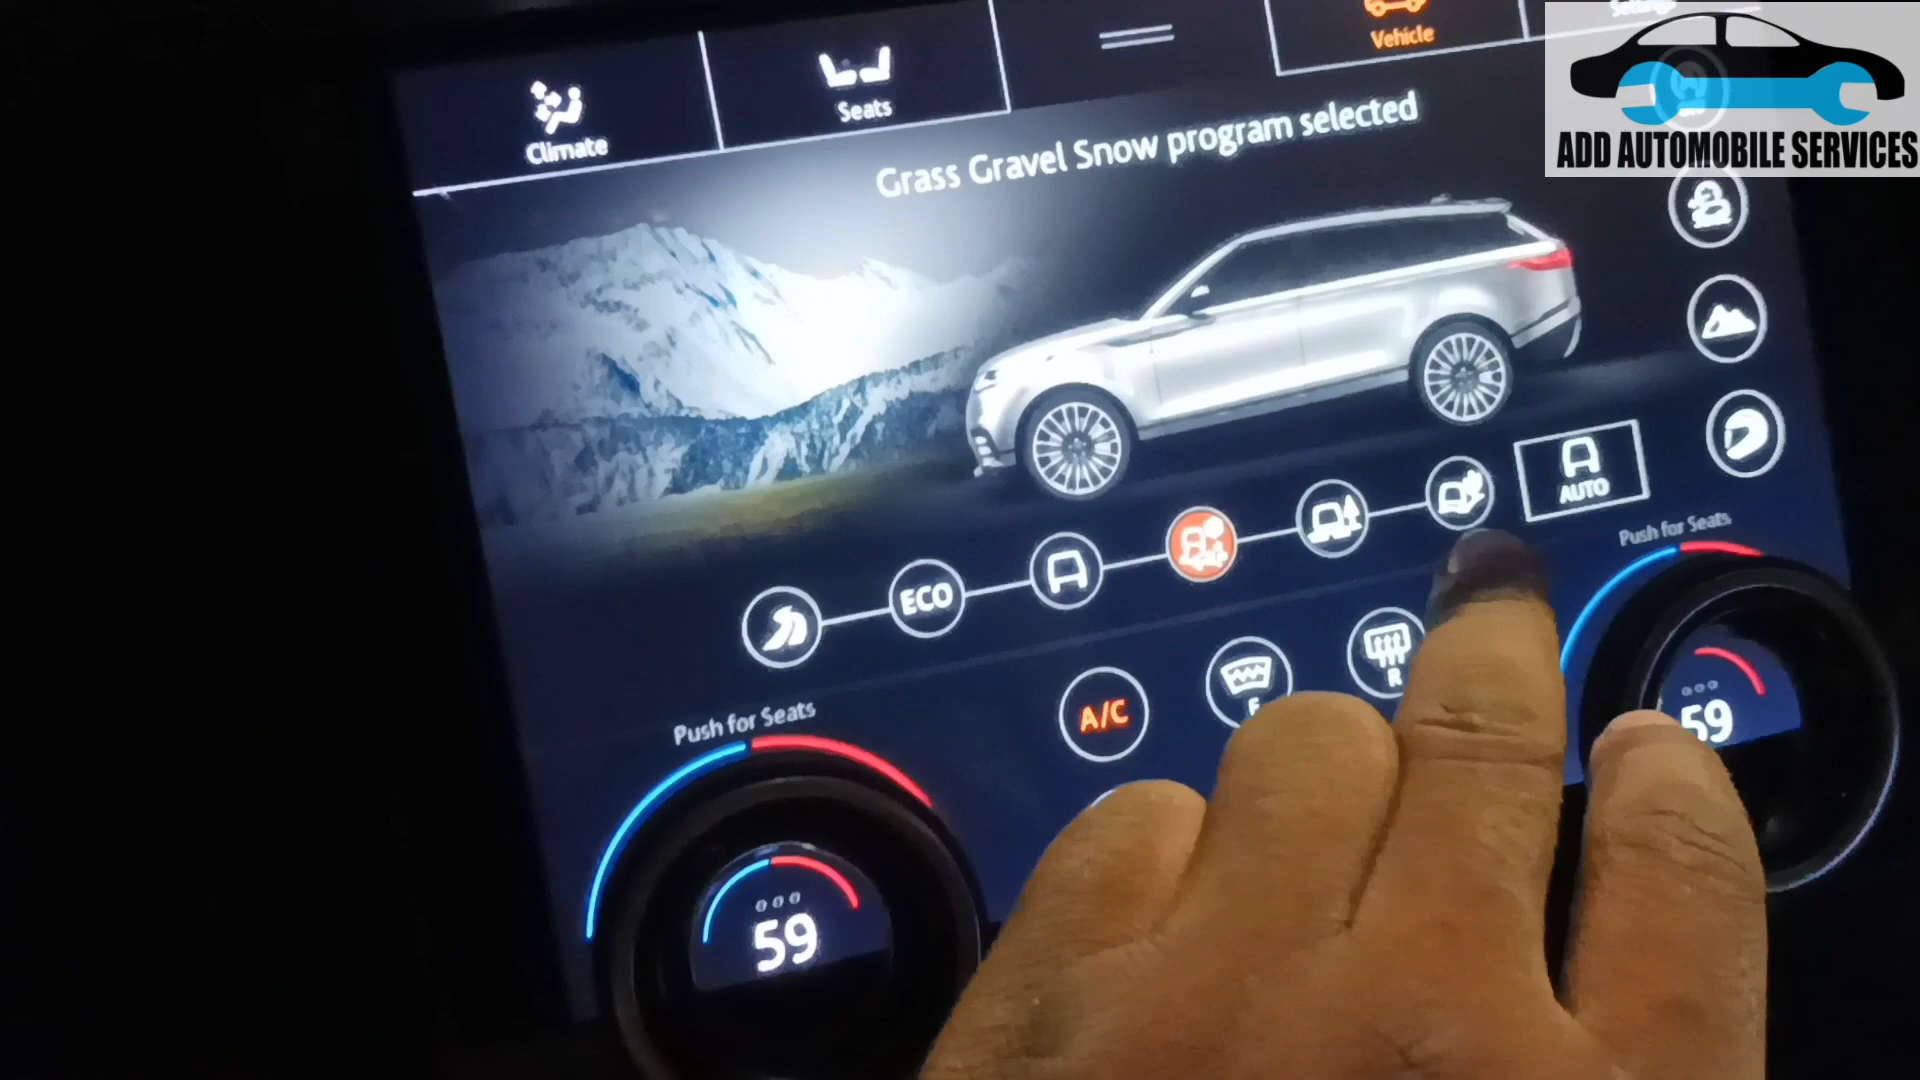 Climate
Seats
Vehicle
Settings
ADD AUTOMOBILE SERVICES
Grass Gravel Snow program selected
AUTO
ECO
Push for Seats
Push for Seats
A/C
F
R
59
59